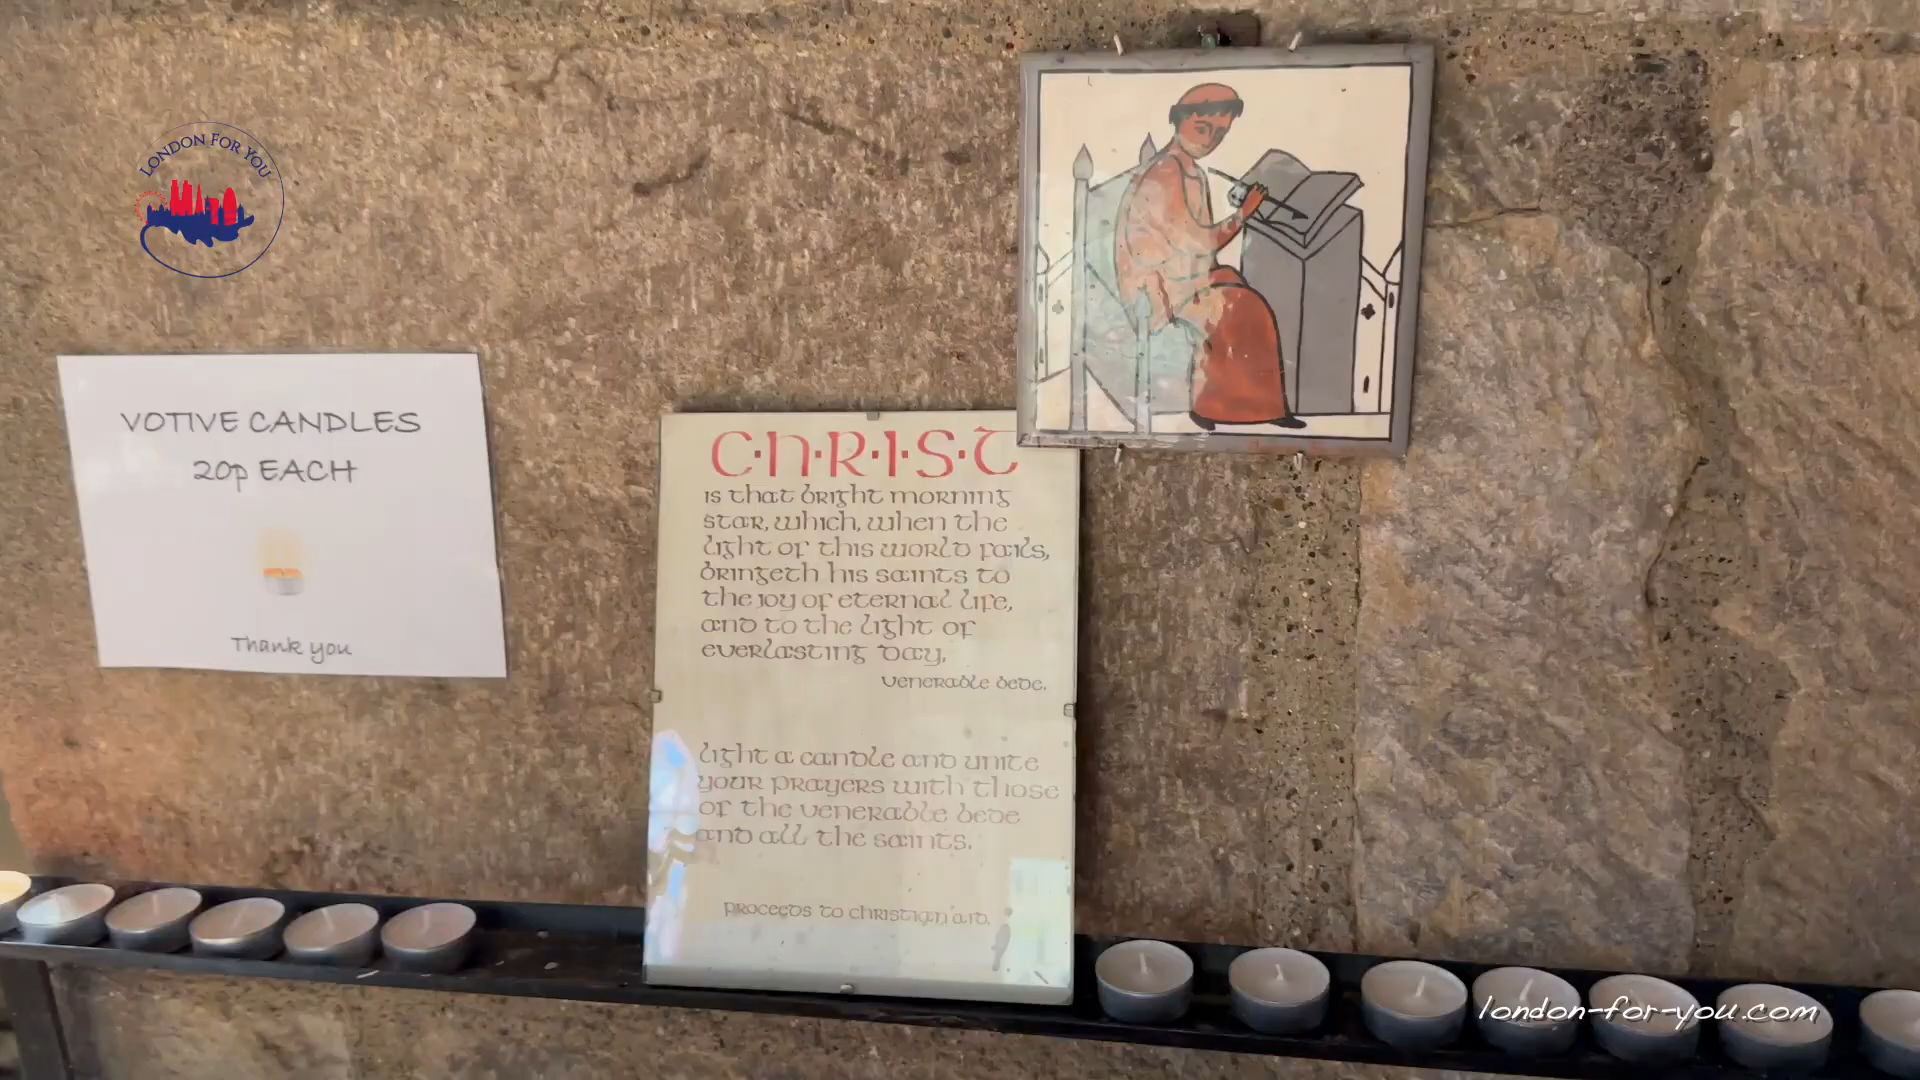 LONDON FOR YOU
VOTIVE CANDLES
20p EACH
Thank you
C·h·R·I·S·T
is that bright morning
star, which, when the
light of this world fails,
bringeth his saints to
the joy of eternal life,
and to the light of
everlasting day.
venerable bede.
light a candle and unite
your prayers with those
of the venerable bede
and all the saints.
proceeds to christian aid.
london-for-you.com